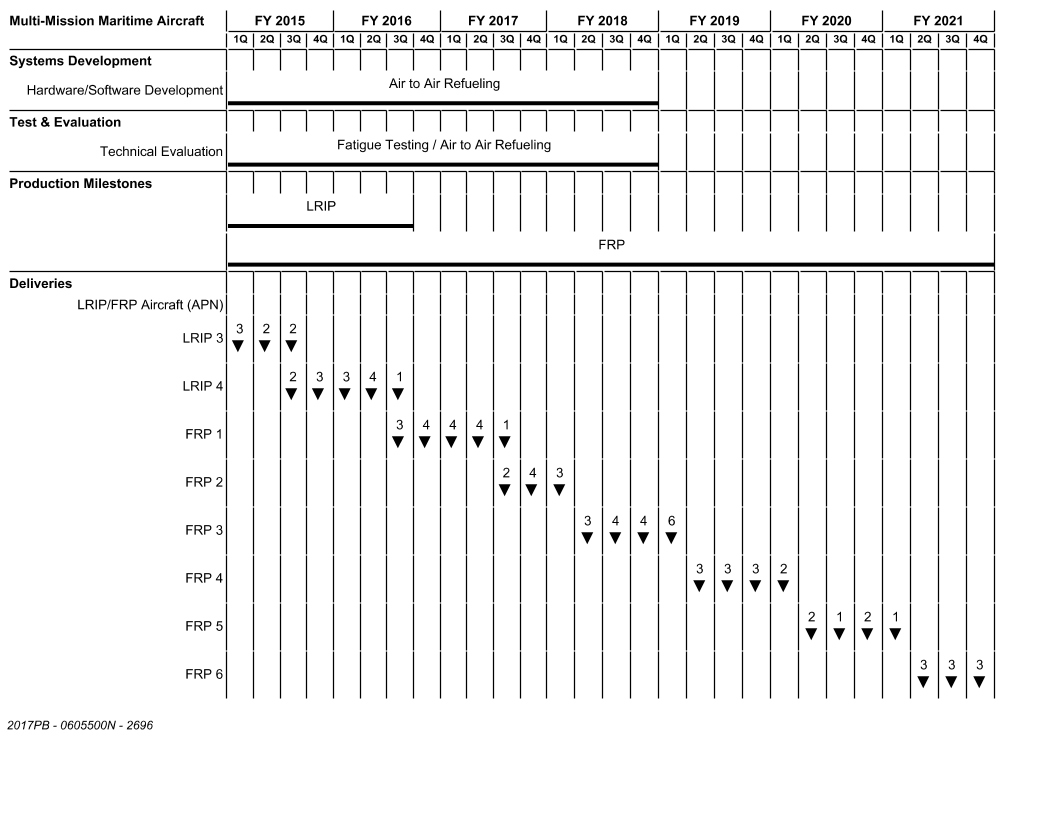 Multi-Mission Maritime Aircraft FY 2015 FY 2016 FY 2017 FY 2018 FY 2019 FY 2020 FY 2021
1Q 2Q 3Q 4Q 1Q 2Q 3Q 4Q 1Q 2Q 3Q 4Q 1Q 2Q 3Q 4Q 1Q 2Q 3Q 4Q 1Q 2Q 3Q 4Q 1Q 2Q 3Q 4Q
Systems Development
Air to Air Refueling
Hardware/Software Development
Test & Evaluation
Fatigue Testing / Air to Air Refueling
Technical Evaluation
Production Milestones
LRIP
FRP
Deliveries
LRIP/FRP Aircraft (APN)
3 2 2
LRIP 3
2 3 3 4 1
LRIP 4
3 4 4 4 1
FRP 1
2 4 3
FRP 2
3 4 4 6
FRP 3
3 3 3 2
FRP 4
2 1 2 1
FRP 5
3 3 3
FRP 6
2017PB - 0605500N - 2696